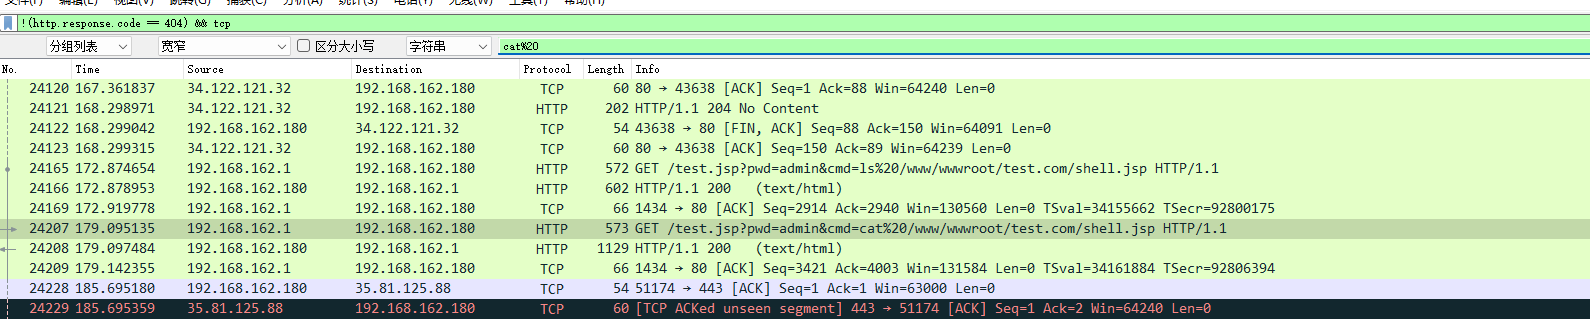 !(http.response.code == 404) && tcp
分组列表 宽窄 区分大小写 字符串 cat%20
No. Time Source Destination Protocol Length Info
24120 167.361837 34.122.121.32 192.168.162.180 TCP 60 80 → 43638 [ACK] Seq=1 Ack=88 Win=64240 Len=0
24121 168.298971 34.122.121.32 192.168.162.180 HTTP 202 HTTP/1.1 204 No Content
24122 168.299042 192.168.162.180 34.122.121.32 TCP 54 43638 → 80 [FIN, ACK] Seq=88 Ack=150 Win=64091 Len=0
24123 168.299315 34.122.121.32 192.168.162.180 TCP 60 80 → 43638 [ACK] Seq=150 Ack=89 Win=64239 Len=0
24165 172.874654 192.168.162.1 192.168.162.180 HTTP 572 GET /test.jsp?pwd=admin&cmd=ls%20/www/wwwroot/test.com/shell.jsp HTTP/1.1
24166 172.878953 192.168.162.180 192.168.162.1 HTTP 602 HTTP/1.1 200 (text/html)
24169 172.919778 192.168.162.1 192.168.162.180 TCP 66 1434 → 80 [ACK] Seq=2914 Ack=2940 Win=130560 Len=0 TSval=34155662 TSecr=92800175
24207 179.095135 192.168.162.1 192.168.162.180 HTTP 573 GET /test.jsp?pwd=admin&cmd=cat%20/www/wwwroot/test.com/shell.jsp HTTP/1.1
24208 179.097484 192.168.162.180 192.168.162.1 HTTP 1129 HTTP/1.1 200 (text/html)
24209 179.142355 192.168.162.1 192.168.162.180 TCP 66 1434 → 80 [ACK] Seq=3421 Ack=4003 Win=131584 Len=0 TSval=34161884 TSecr=92806394
24228 185.695180 192.168.162.180 35.81.125.88 TCP 54 51174 → 443 [ACK] Seq=1 Ack=1 Win=63000 Len=0
24229 185.695359 35.81.125.88 192.168.162.180 TCP 60 [TCP ACKed unseen segment] 443 → 51174 [ACK] Seq=1 Ack=2 Win=64240 Len=0